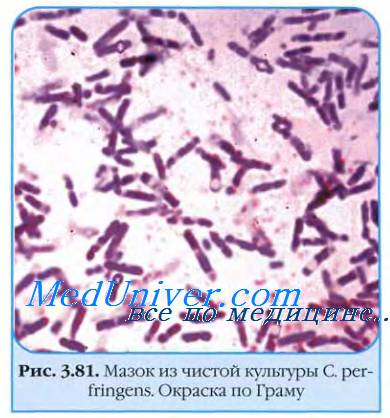 MedUniver.com
все по медицине..
Рис. 3.81. Мазок из чистой культуры C. per-
fringens. Окраска по Граму